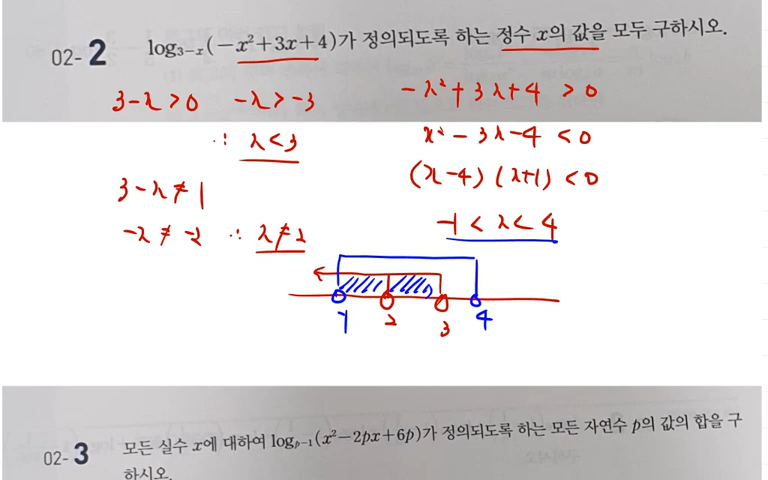 02-2 log₃₋ₓ(-x²+3x+4)가 정의되도록 하는 정수 x의 값을 모두 구하시오.
3-x>0 -x>-3 -x²+3x+4 >0
∴ x<3 x²-3x-4 <0
3-x≠1 (x-4)(x+1)<0
-x≠-2 ∴ x≠2 -1<x<4
-1 2 3 4
02-3 모든 실수 x에 대하여 logₚ₋₁(x²-2px+6p)가 정의되도록 하는 모든 자연수 p의 값의 합을 구
하시오.